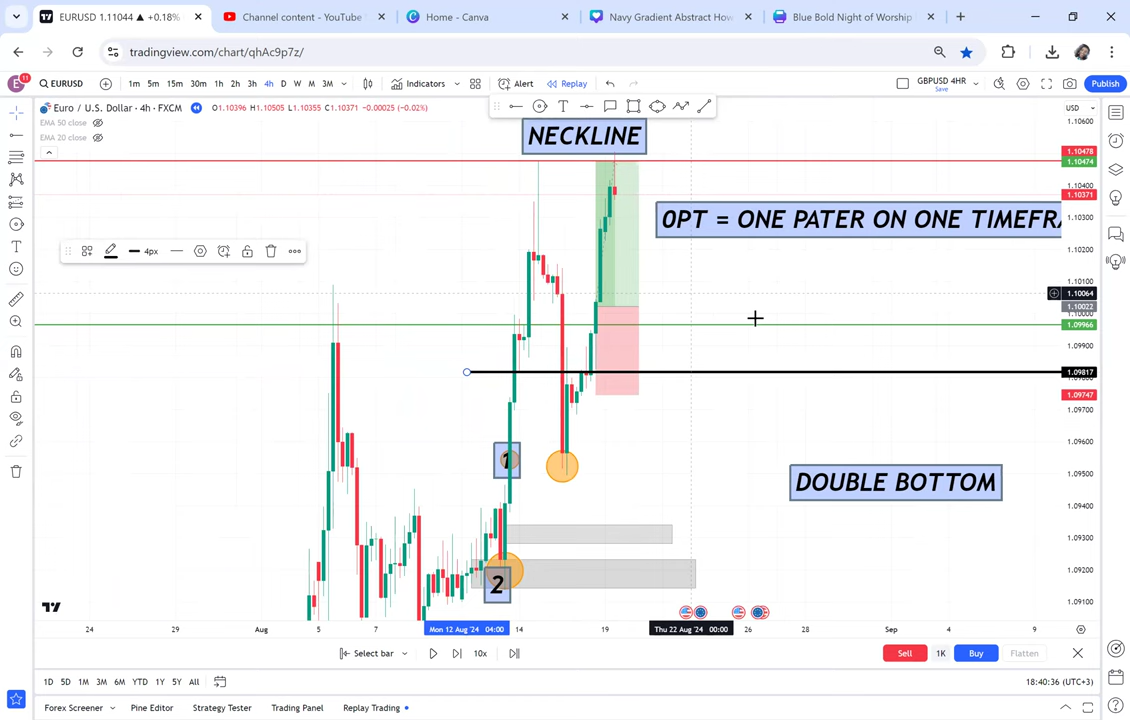 EURUSD 1.11044 ▲ +0.18%
Channel content - YouTube
Home - Canva
Navy Gradient Abstract How
Blue Bold Night of Worship
tradingview.com/chart/qhAc9p7z/
E
11
EURUSD
1m 5m 15m 30m 1h 2h 3h 4h D W M 3M
Indicators
Alert
Replay
GBPUSD 4HR
Save
Publish
Euro / U.S. Dollar · 4h · FXCM
O1.10396 H1.10505 L1.10355 C1.10371 -0.00025 (-0.02%)
EMA 50 close
EMA 20 close
USD
NECKLINE
0PT = ONE PATER ON ONE TIMEFRA
4px
1
2
DOUBLE BOTTOM
1.10600
1.10478
1.10474
1.10400
1.10371
1.10300
1.10200
1.10100
1.10064
1.10022
1.10000
1.09966
1.09900
1.09817
1.09747
1.09700
1.09600
1.09500
1.09400
1.09300
1.09200
1.09100
24 29 Aug 5 7 Mon 12 Aug '24 04:00 14 19 Thu 22 Aug '24 00:00 26 28 Sep 4 9
Select bar
10x
Sell
1K
Buy
Flatten
1D 5D 1M 3M 6M YTD 1Y 5Y All
18:40:36 (UTC+3)
Forex Screener
Pine Editor
Strategy Tester
Trading Panel
Replay Trading